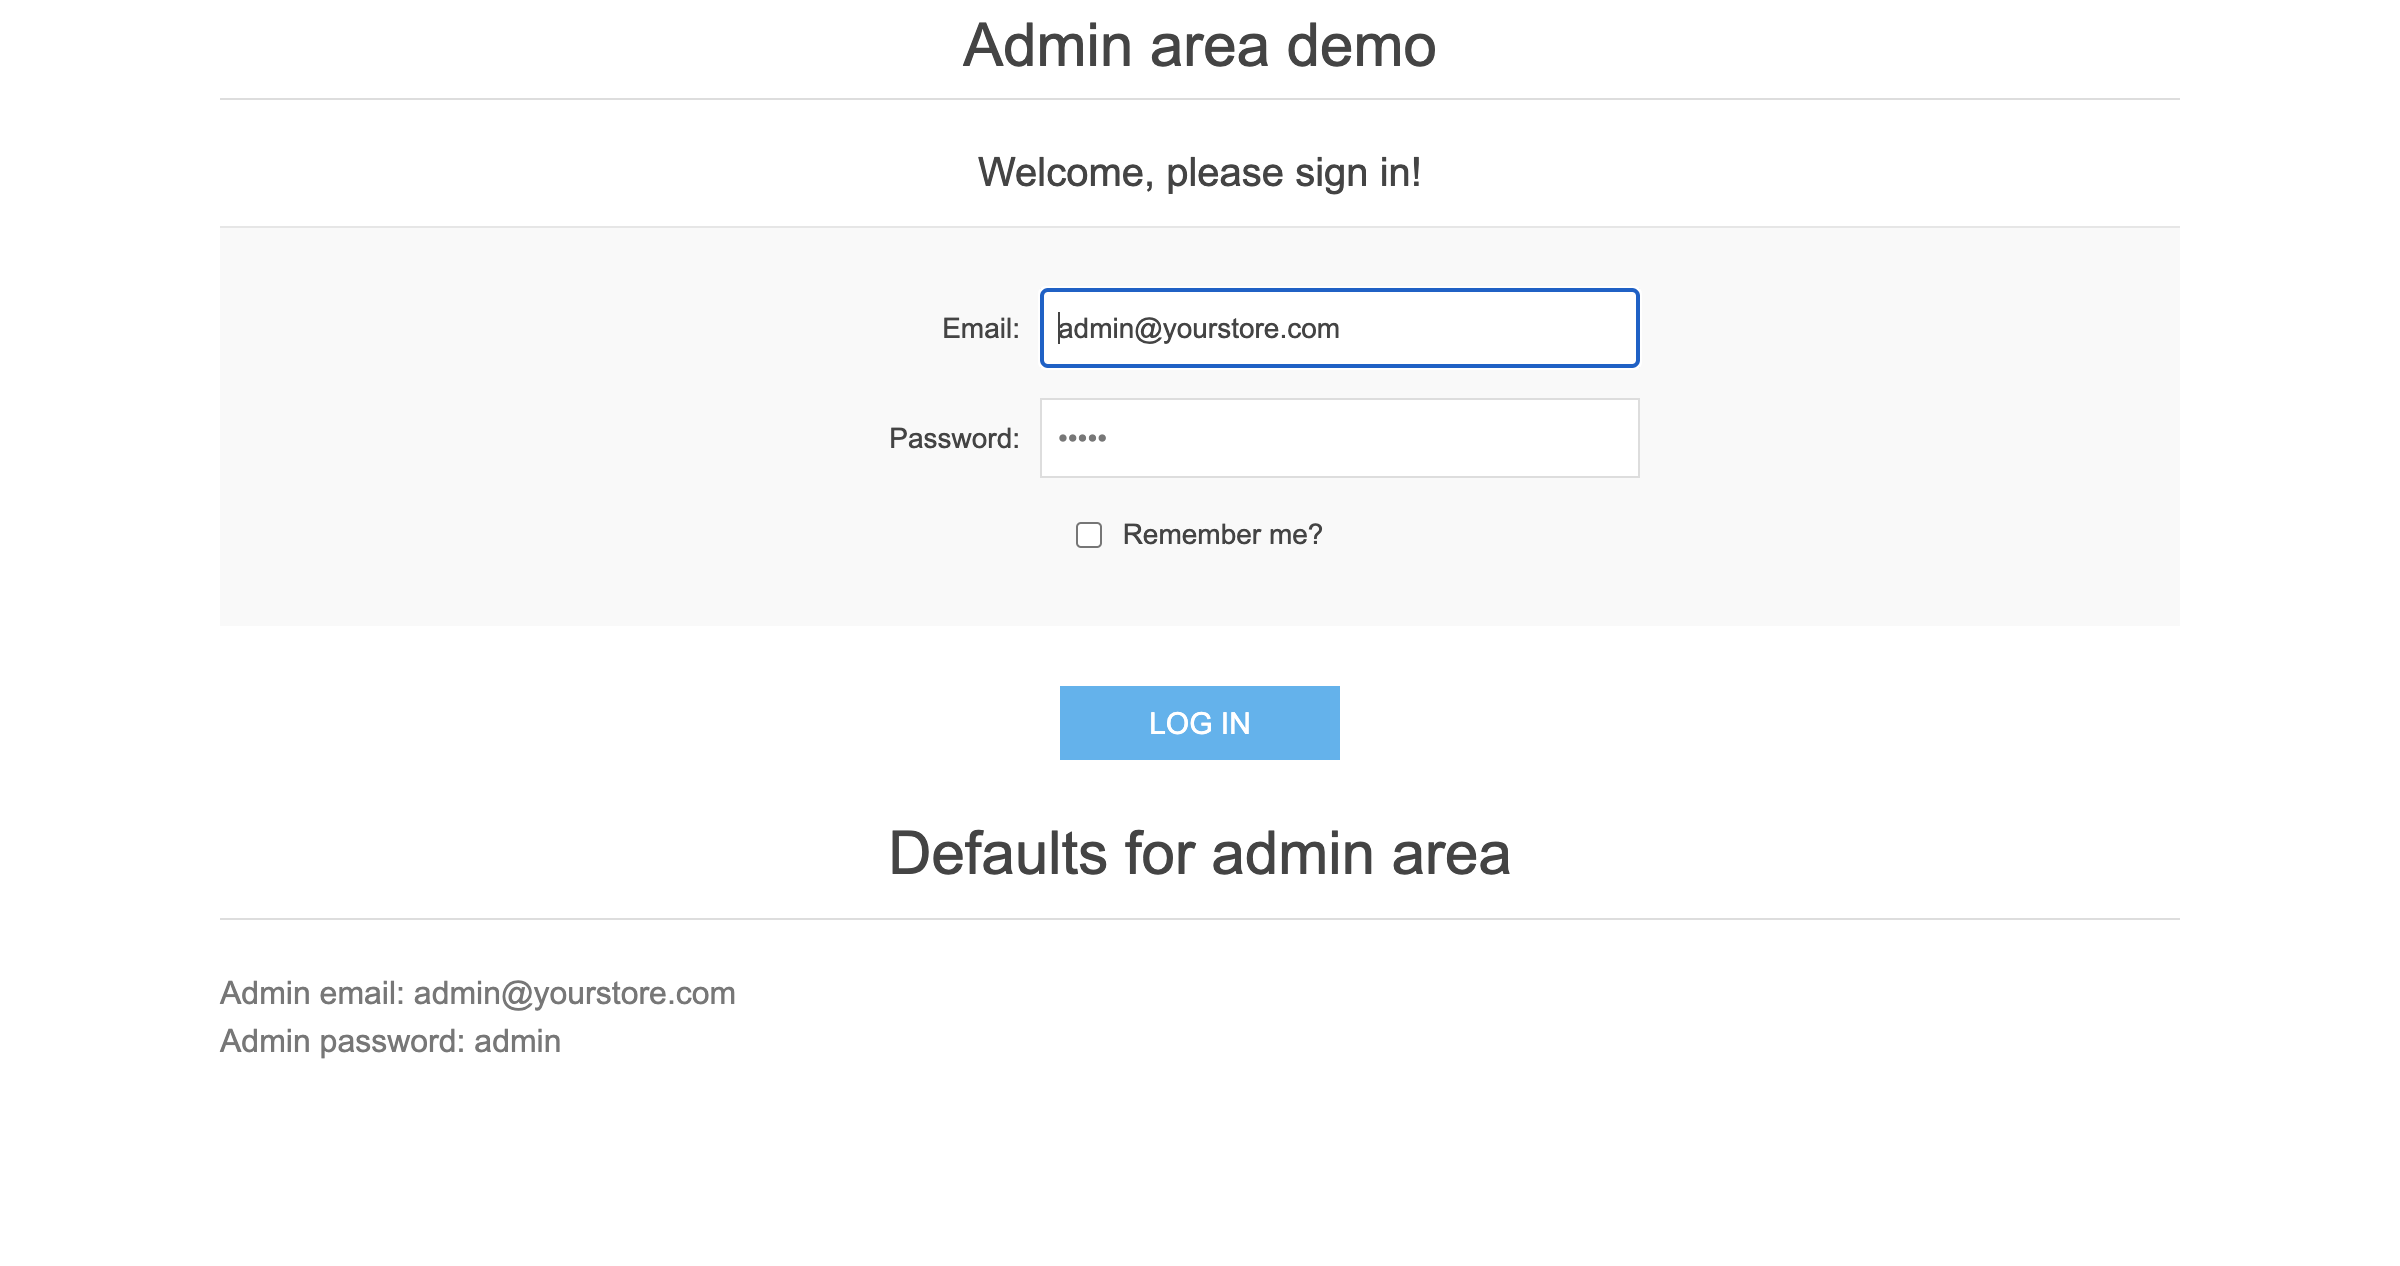 Admin area demo
Welcome, please sign in!
Email: admin@yourstore.com
Password: •••••
Remember me?
LOG IN
Defaults for admin area
Admin email: admin@yourstore.com
Admin password: admin